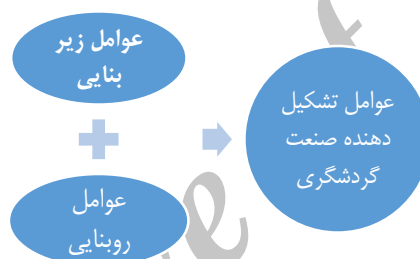 عوامل زیر
بنایی
عوامل تشکیل
دهنده صنعت
گردشگری
عوامل
روبنایی